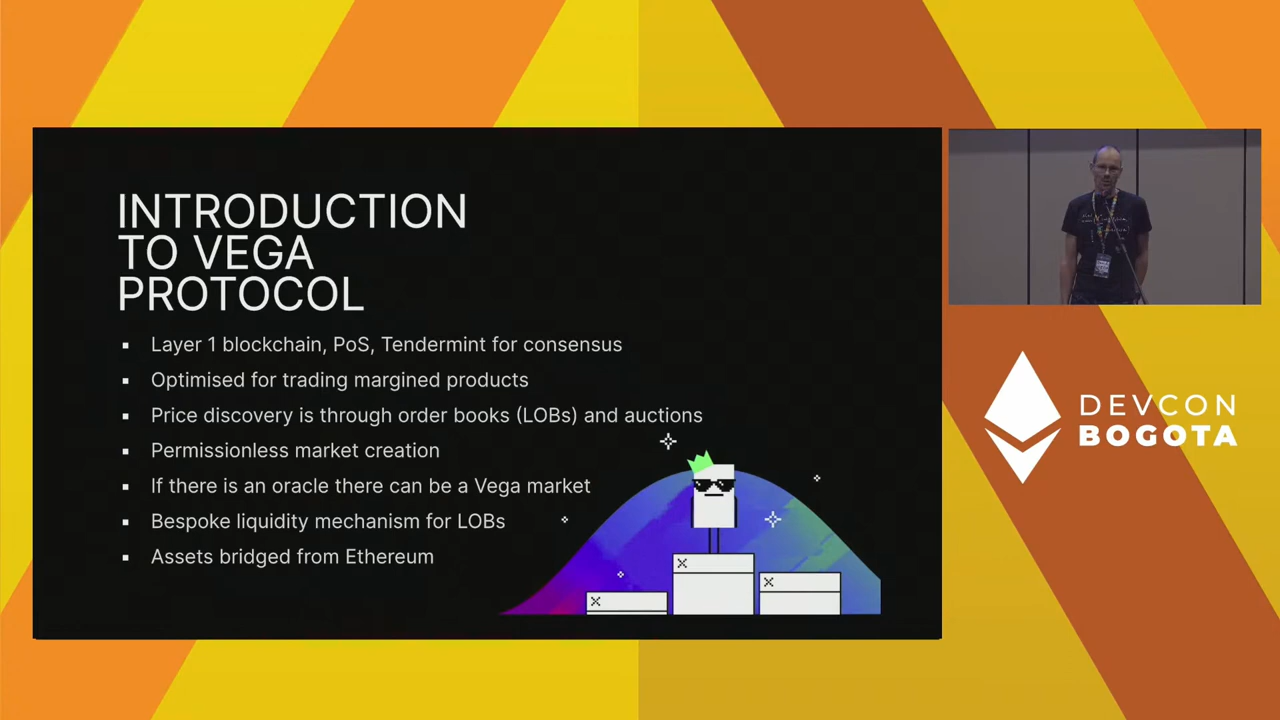 INTRODUCTION
TO VEGA
PROTOCOL
▪ Layer 1 blockchain, PoS, Tendermint for consensus
▪ Optimised for trading margined products
▪ Price discovery is through order books (LOBs) and auctions
▪ Permissionless market creation
▪ If there is an oracle there can be a Vega market
▪ Bespoke liquidity mechanism for LOBs
▪ Assets bridged from Ethereum
DEVCON
BOGOTA